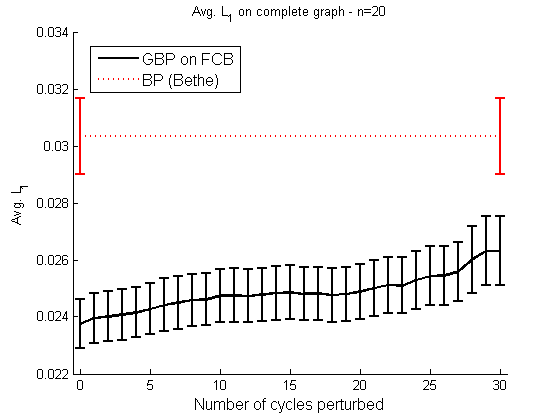 Avg. L1 on complete graph - n=20
0.034
GBP on FCB
BP (Bethe)
0.032
0.03
0.028
Avg. L1
0.026
0.024
0.022
0 5 10 15 20 25 30
Number of cycles perturbed